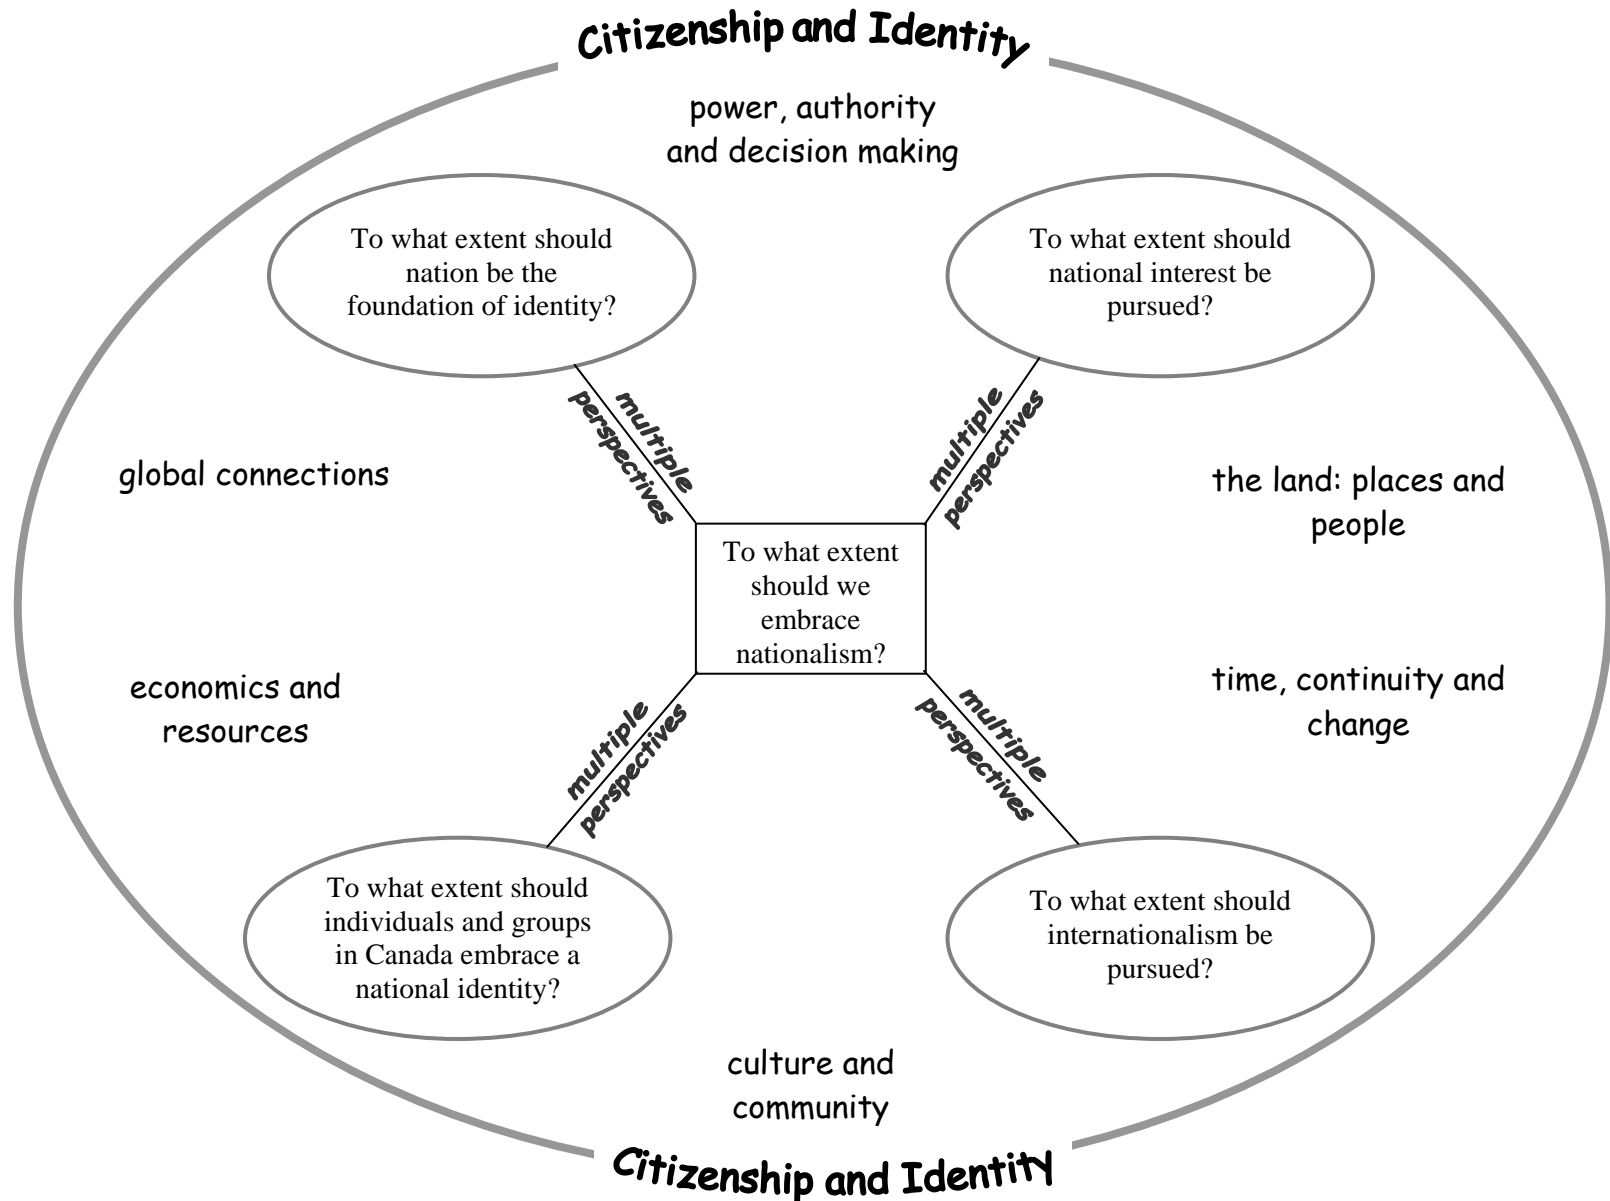 Citizenship and Identity
power, authority
and decision making
To what extent should
nation be the
foundation of identity?
To what extent should
national interest be
pursued?
multiple
perspectives
multiple
perspectives
global connections
the land: places and
people
To what extent
should we
embrace
nationalism?
economics and
resources
time, continuity and
change
multiple
perspectives
multiple
perspectives
To what extent should
individuals and groups
in Canada embrace a
national identity?
To what extent should
internationalism be
pursued?
culture and
community
Citizenship and Identity